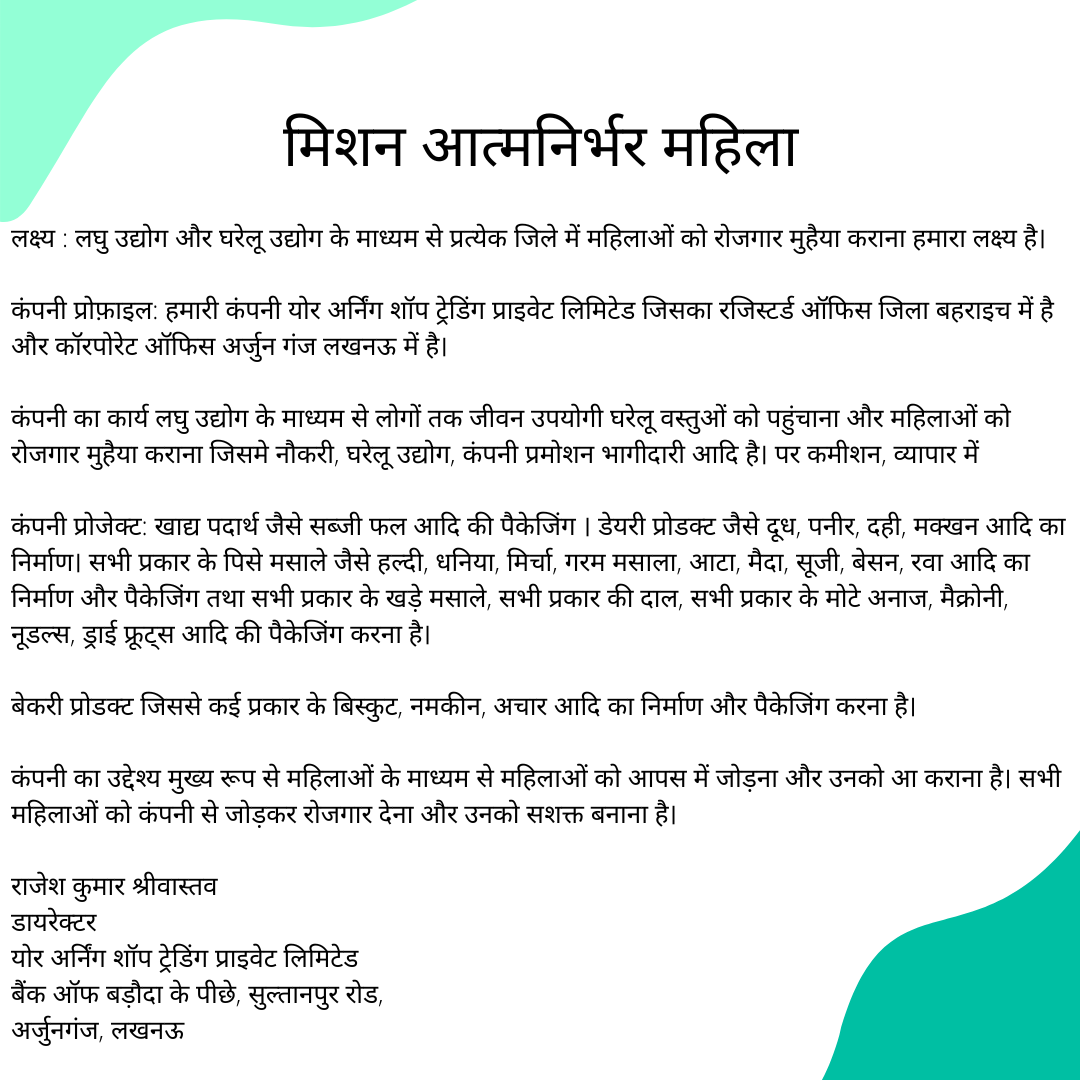 मिशन आत्मनिर्भर महिला
लक्ष्य : लघु उद्योग और घरेलू उद्योग के माध्यम से प्रत्येक जिले में महिलाओं को रोजगार मुहैया कराना हमारा लक्ष्य है।
कंपनी प्रोफ़ाइल: हमारी कंपनी योर अर्निंग शॉप ट्रेडिंग प्राइवेट लिमिटेड जिसका रजिस्टर्ड ऑफिस जिला बहराइच में है
और कॉरपोरेट ऑफिस अर्जुन गंज लखनऊ में है।
कंपनी का कार्य लघु उद्योग के माध्यम से लोगों तक जीवन उपयोगी घरेलू वस्तुओं को पहुंचाना और महिलाओं को
रोजगार मुहैया कराना जिसमे नौकरी, घरेलू उद्योग, कंपनी प्रमोशन भागीदारी आदि है। पर कमीशन, व्यापार में
कंपनी प्रोजेक्ट: खाद्य पदार्थ जैसे सब्जी फल आदि की पैकेजिंग । डेयरी प्रोडक्ट जैसे दूध, पनीर, दही, मक्खन आदि का
निर्माण। सभी प्रकार के पिसे मसाले जैसे हल्दी, धनिया, मिर्चा, गरम मसाला, आटा, मैदा, सूजी, बेसन, रवा आदि का
निर्माण और पैकेजिंग तथा सभी प्रकार के खड़े मसाले, सभी प्रकार की दाल, सभी प्रकार के मोटे अनाज, मैक्रोनी,
नूडल्स, ड्राई फ्रूट्स आदि की पैकेजिंग करना है।
बेकरी प्रोडक्ट जिससे कई प्रकार के बिस्कुट, नमकीन, अचार आदि का निर्माण और पैकेजिंग करना है।
कंपनी का उद्देश्य मुख्य रूप से महिलाओं के माध्यम से महिलाओं को आपस में जोड़ना और उनको आ कराना है। सभी
महिलाओं को कंपनी से जोड़कर रोजगार देना और उनको सशक्त बनाना है।
राजेश कुमार श्रीवास्तव
डायरेक्टर
योर अर्निंग शॉप ट्रेडिंग प्राइवेट लिमिटेड
बैंक ऑफ बड़ौदा के पीछे, सुल्तानपुर रोड,
अर्जुनगंज, लखनऊ